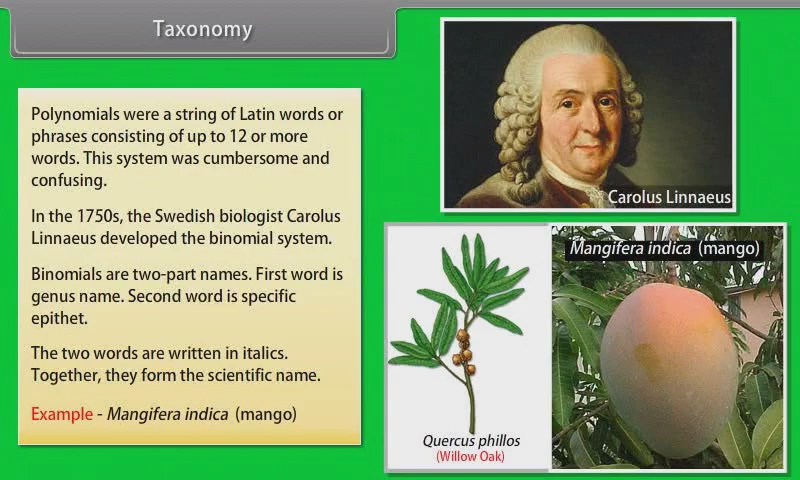 Taxonomy
Polynomials were a string of Latin words or
phrases consisting of up to 12 or more
words. This system was cumbersome and
confusing.
In the 1750s, the Swedish biologist Carolus
Linnaeus developed the binomial system.
Binomials are two-part names. First word is
genus name. Second word is specific
epithet.
The two words are written in italics.
Together, they form the scientific name.
Example - Mangifera indica (mango)
Carolus Linnaeus
Mangifera indica (mango)
Quercus phillos
(Willow Oak)